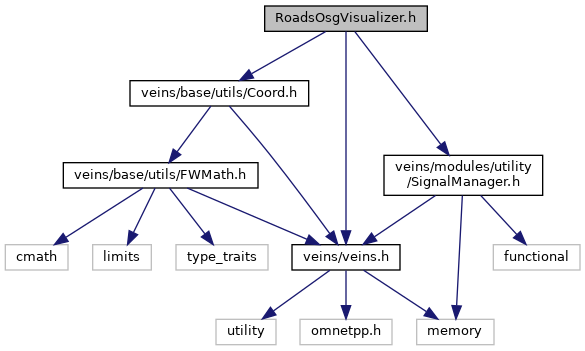 RoadsOsgVisualizer.h
veins/base/utils/Coord.h
veins/base/utils/FWMath.h
veins/modules/utility
/SignalManager.h
cmath
limits
type_traits
veins/veins.h
functional
utility
omnetpp.h
memory